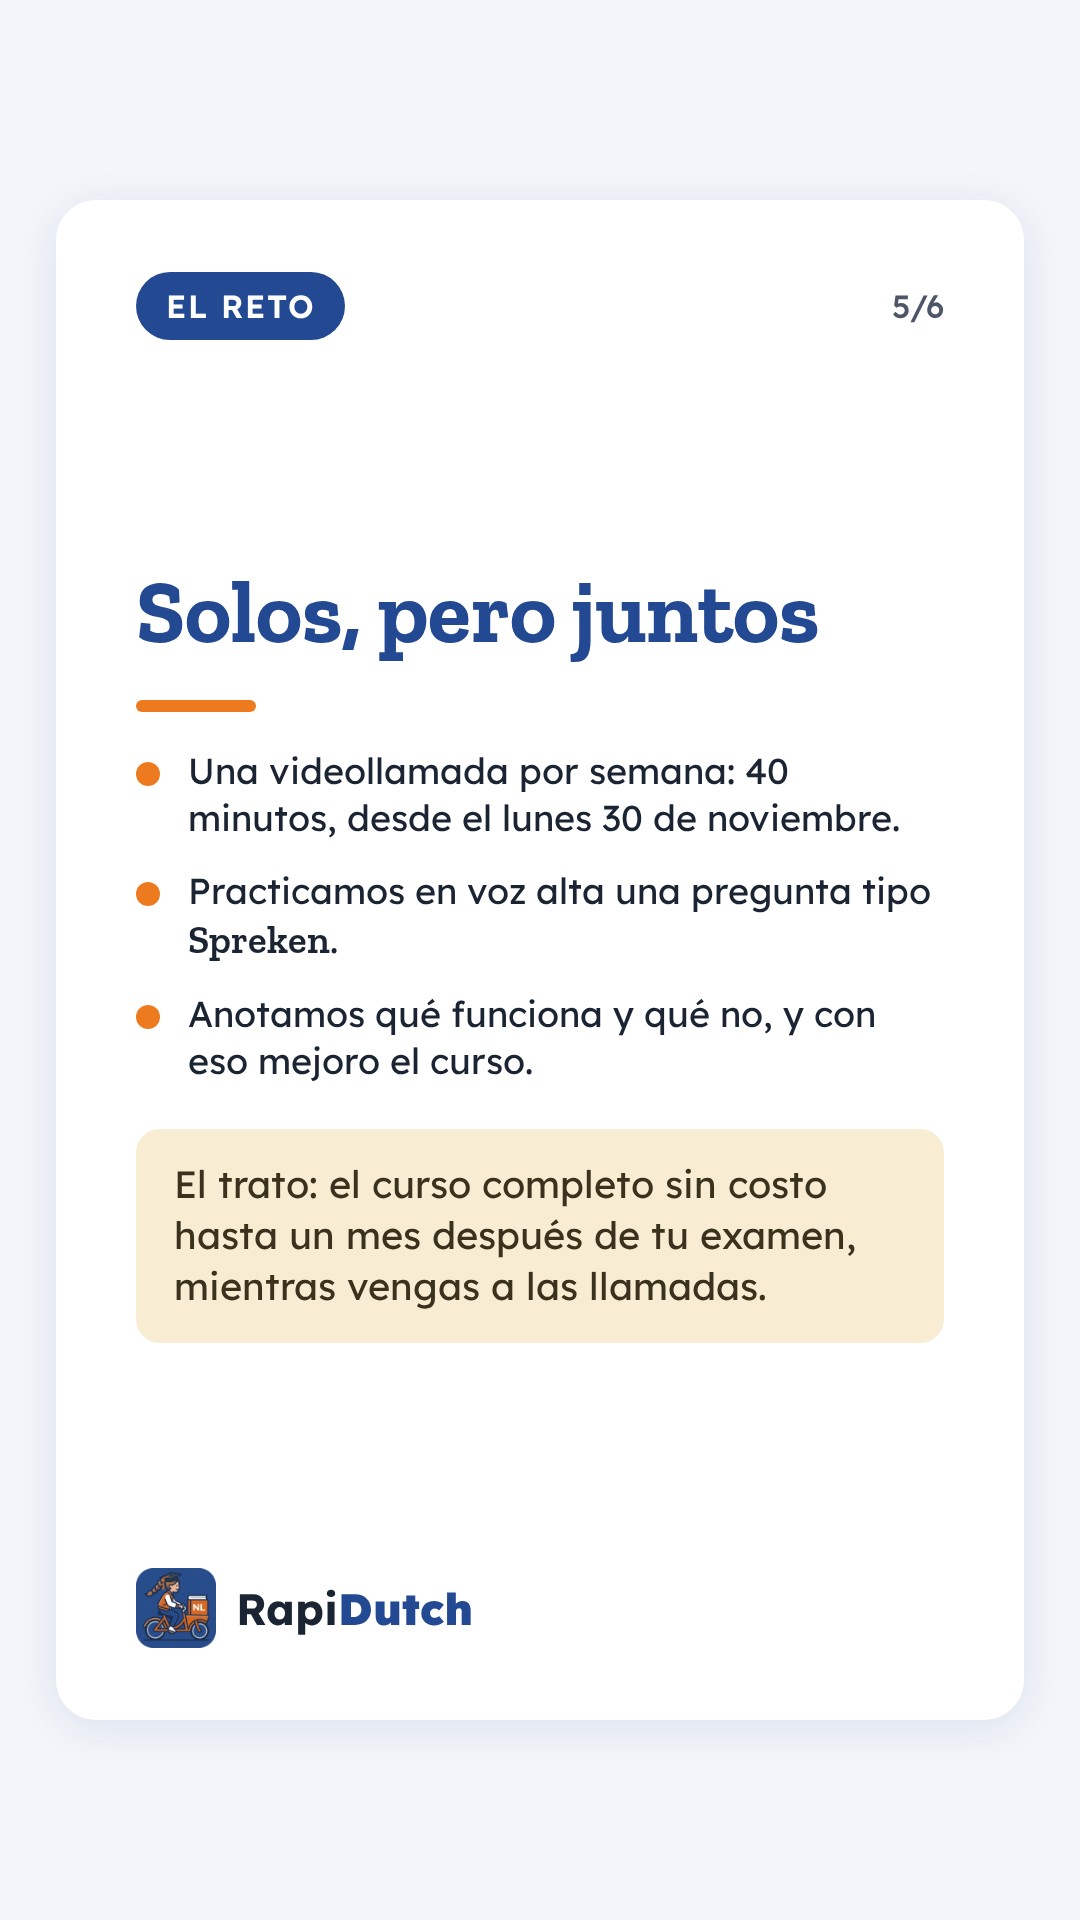 EL RETO
5/6
Solos, pero juntos
Una videollamada por semana: 40
minutos, desde el lunes 30 de noviembre.
Practicamos en voz alta una pregunta tipo
Spreken.
Anotamos qué funciona y qué no, y con
eso mejoro el curso.
El trato: el curso completo sin costo
hasta un mes después de tu examen,
mientras vengas a las llamadas.
NL
RapiDutch